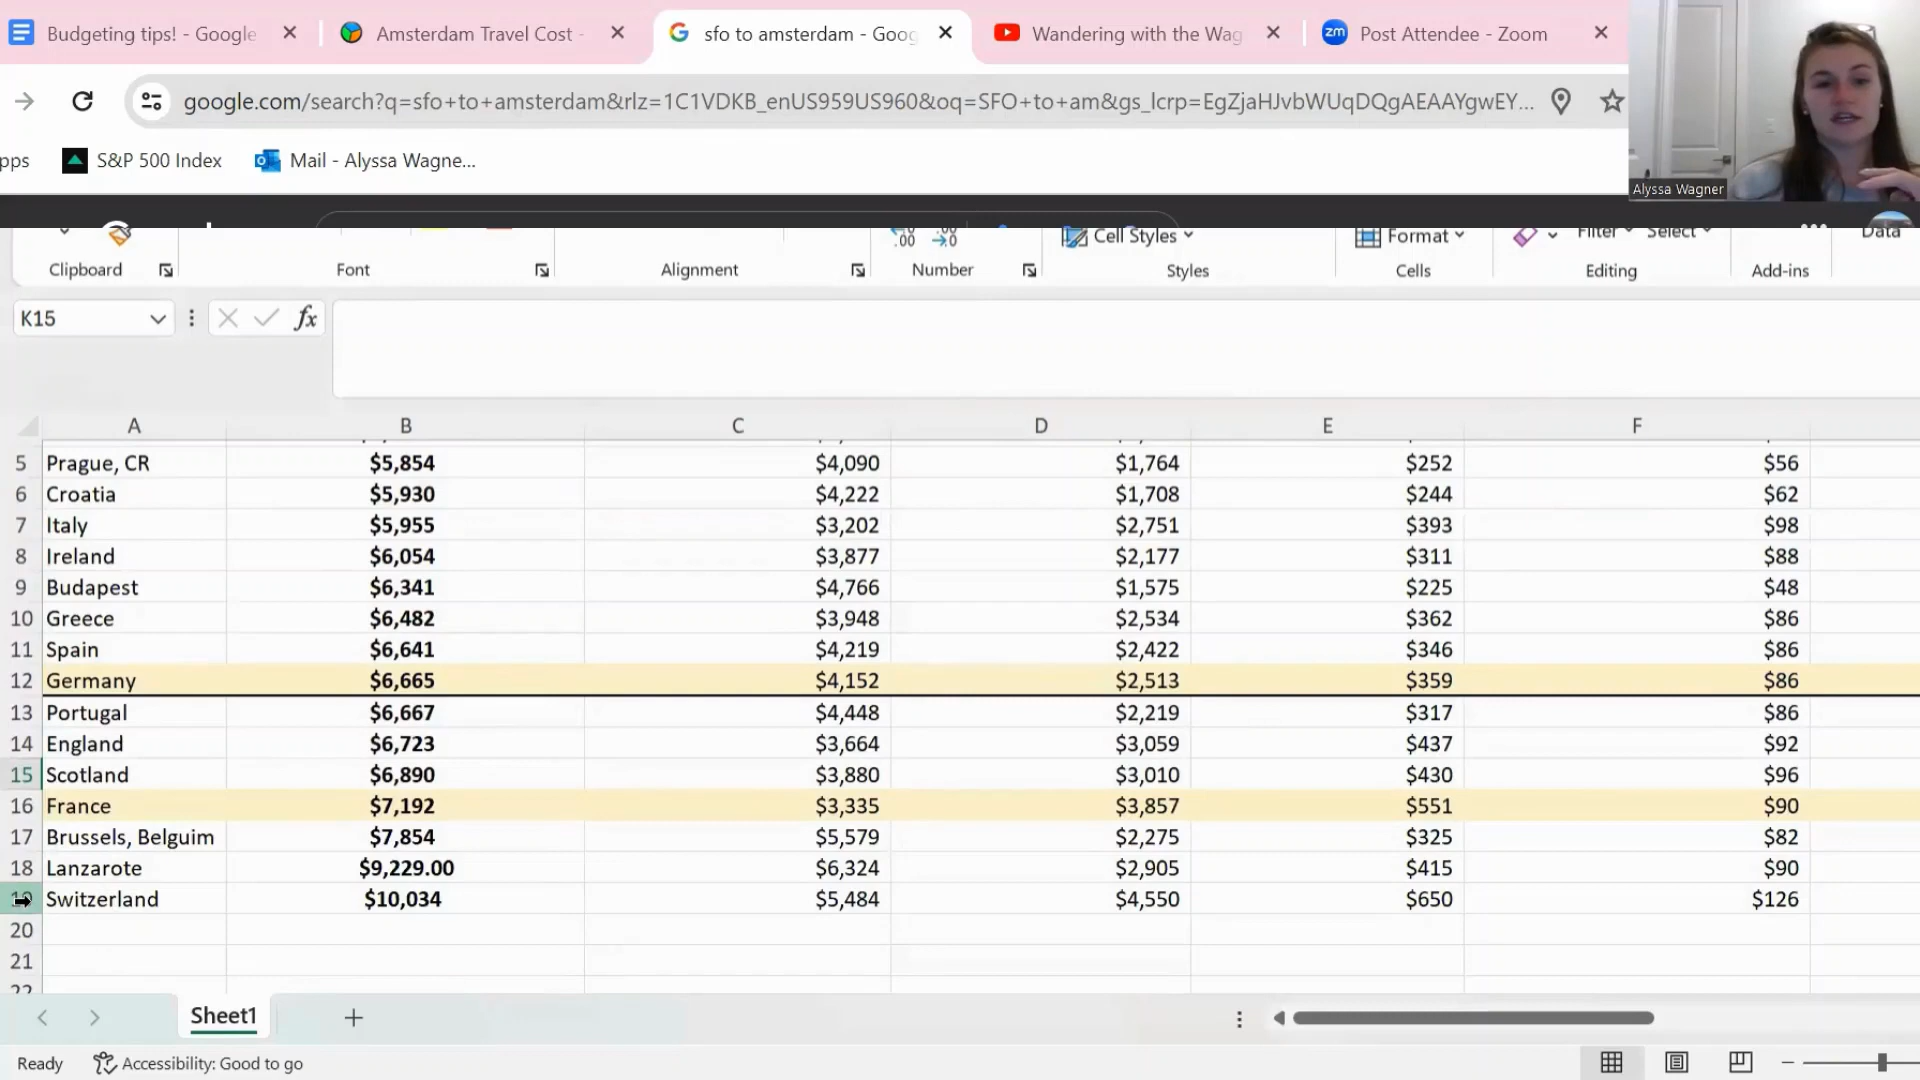 Budgeting tips! - Google
Amsterdam Travel Cost -
sfo to amsterdam - Goog
Wandering with the Wag
Post Attendee - Zoom
google.com/search?q=sfo+to+amsterdam&rlz=1C1VDKB_enUS959US960&oq=SFO+to+am&gs_lcrp=EgZjaHJvbWUqDQgAEAAYgwEY...
pps
S&P 500 Index
Mail - Alyssa Wagne...
Alyssa Wagner
Cell Styles
Format
Filter
Select
Data
Clipboard
Font
Alignment
Number
Styles
Cells
Editing
Add-ins
K15
fx
A B C D E F
5 Prague, CR $5,854 $4,090 $1,764 $252 $56
6 Croatia $5,930 $4,222 $1,708 $244 $62
7 Italy $5,955 $3,202 $2,751 $393 $98
8 Ireland $6,054 $3,877 $2,177 $311 $88
9 Budapest $6,341 $4,766 $1,575 $225 $48
10 Greece $6,482 $3,948 $2,534 $362 $86
11 Spain $6,641 $4,219 $2,422 $346 $86
12 Germany $6,665 $4,152 $2,513 $359 $86
13 Portugal $6,667 $4,448 $2,219 $317 $86
14 England $6,723 $3,664 $3,059 $437 $92
15 Scotland $6,890 $3,880 $3,010 $430 $96
16 France $7,192 $3,335 $3,857 $551 $90
17 Brussels, Belguim $7,854 $5,579 $2,275 $325 $82
18 Lanzarote $9,229.00 $6,324 $2,905 $415 $90
Switzerland $10,034 $5,484 $4,550 $650 $126
20
21
22
Sheet1
Ready
Accessibility: Good to go